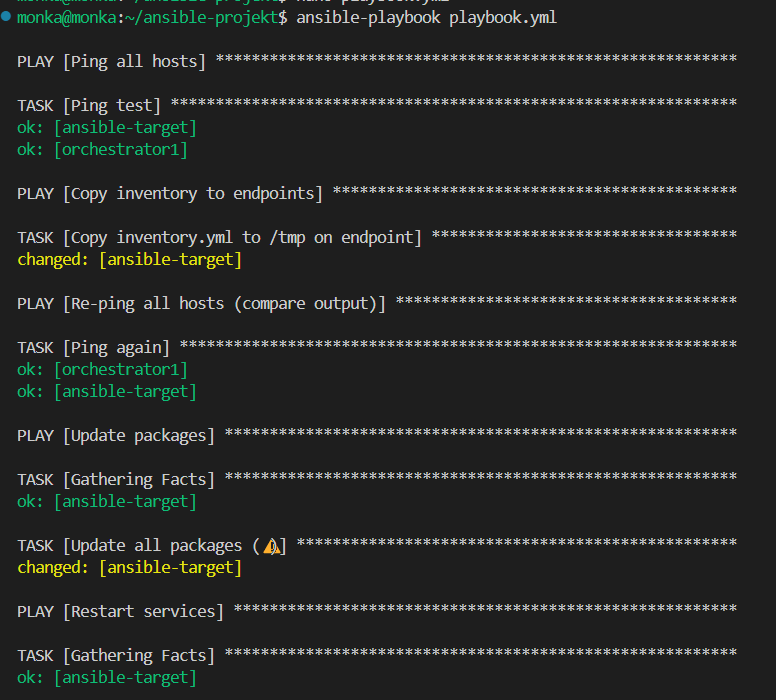 monka@monka:~/ansible-projekt$ ansible-playbook playbook.yml
PLAY [Ping all hosts] **********************************************************
TASK [Ping test] ***************************************************************
ok: [ansible-target]
ok: [orchestrator1]
PLAY [Copy inventory to endpoints] *********************************************
TASK [Copy inventory.yml to /tmp on endpoint] **********************************
changed: [ansible-target]
PLAY [Re-ping all hosts (compare output)] **************************************
TASK [Ping again] **************************************************************
ok: [orchestrator1]
ok: [ansible-target]
PLAY [Update packages] *********************************************************
TASK [Gathering Facts] *********************************************************
ok: [ansible-target]
TASK [Update all packages (⚠️)] *************************************************
changed: [ansible-target]
PLAY [Restart services] ********************************************************
TASK [Gathering Facts] *********************************************************
ok: [ansible-target]